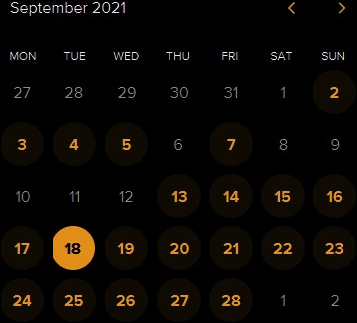 September 2021
MON TUE WED THU FRI SAT SUN
27 28 29 30 31 1 2
3 4 5 6 7 8 9
10 11 12 13 14 15 16
17 18 19 20 21 22 23
24 25 26 27 28 1 2